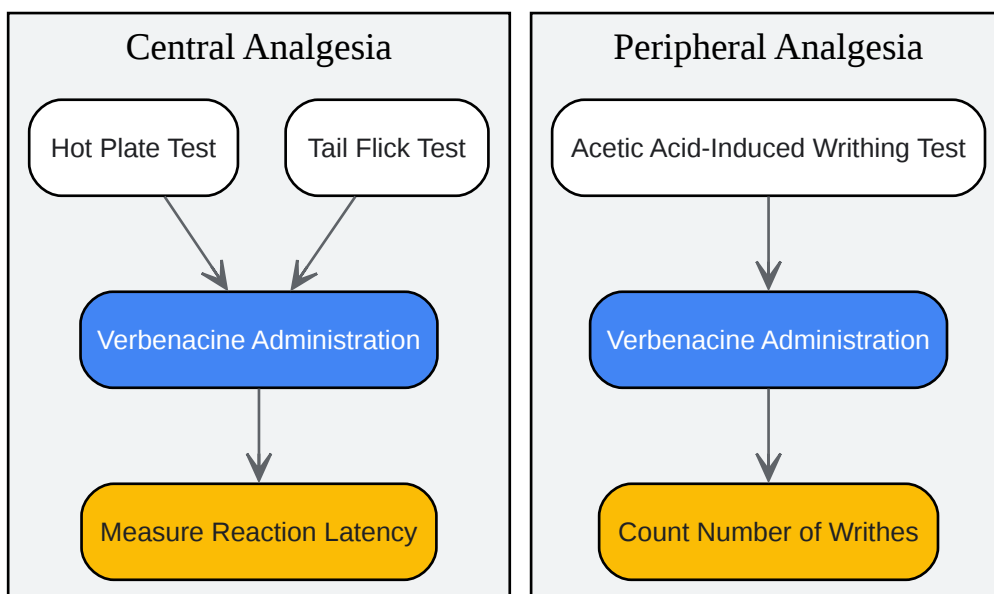 Central Analgesia
Hot Plate Test
Tail Flick Test
Verbenacine Administration
Measure Reaction Latency
Peripheral Analgesia
Acetic Acid-Induced Writhing Test
Verbenacine Administration
Count Number of Writhes